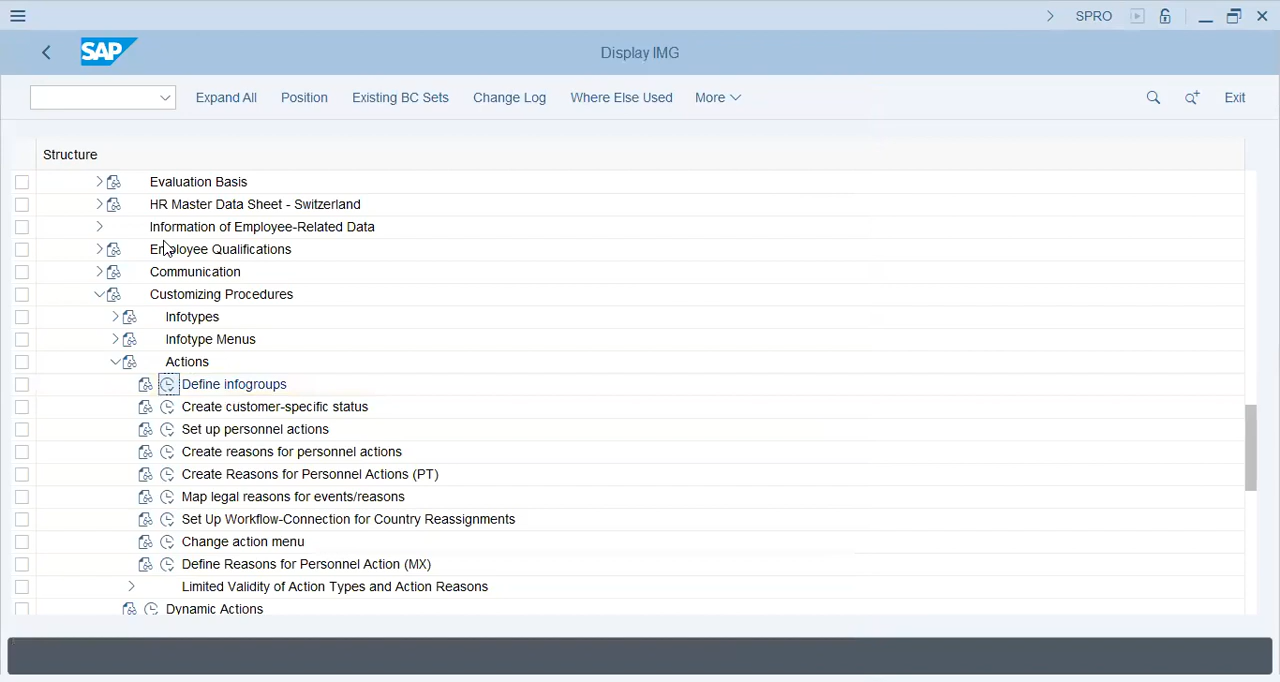 SPRO
SAP
Display IMG
Expand All Position Existing BC Sets Change Log Where Else Used More Exit
Structure
Evaluation Basis
HR Master Data Sheet - Switzerland
Information of Employee-Related Data
Employee Qualifications
Communication
Customizing Procedures
Infotypes
Infotype Menus
Actions
Define infogroups
Create customer-specific status
Set up personnel actions
Create reasons for personnel actions
Create Reasons for Personnel Actions (PT)
Map legal reasons for events/reasons
Set Up Workflow-Connection for Country Reassignments
Change action menu
Define Reasons for Personnel Action (MX)
Limited Validity of Action Types and Action Reasons
Dynamic Actions